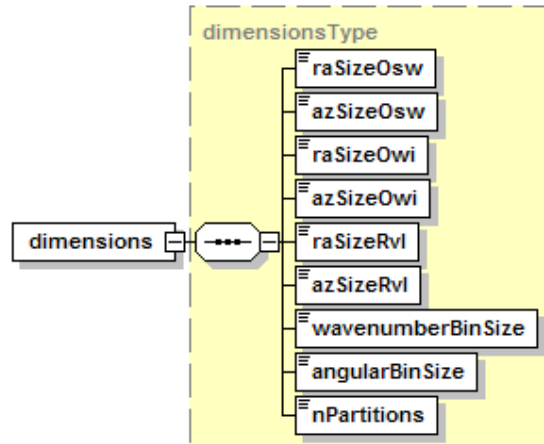 dimensionsType
raSizeOsw
azSizeOsw
raSizeOwi
azSizeOwi
dimensions
raSizeRvl
azSizeRvl
wavenumberBinSize
angularBinSize
nPartitions